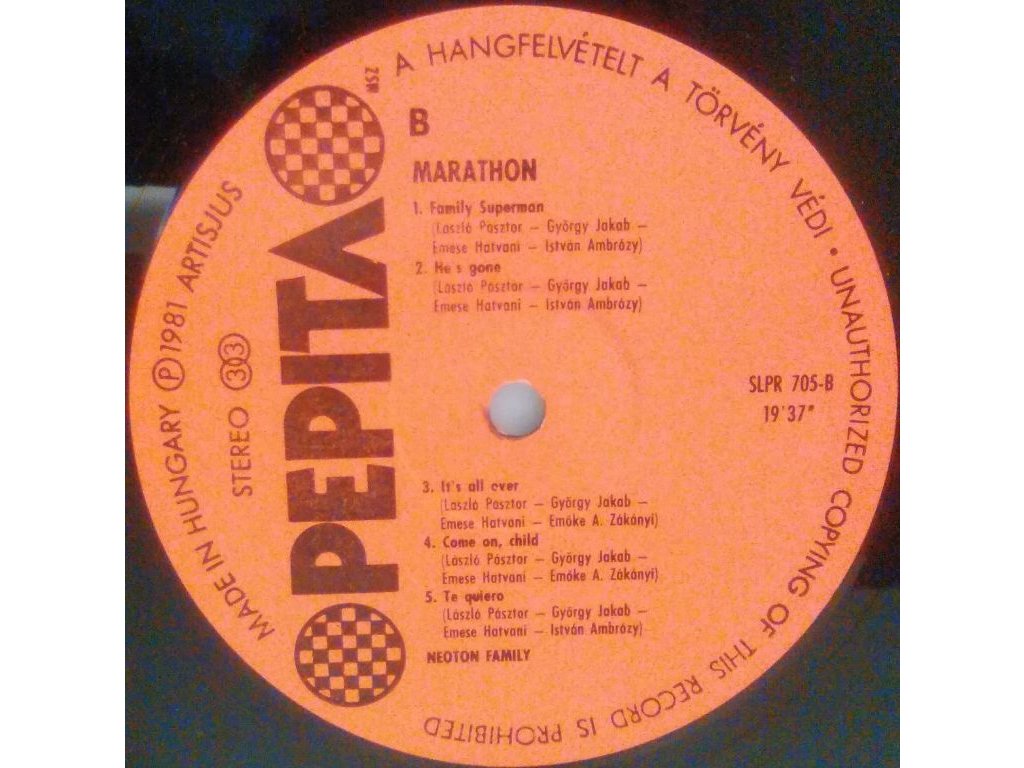 A HANGFELVÉTELT A TÖRVÉNY VÉDI • UNAUTHORIZED COPYING OF THIS RECORD IS PROHIBITED
MADE IN HUNGARY Ⓟ 1981 ARTISJUS
STEREO 33
PEPITA
ZSW
B
MARATHON
1. Family Superman
(László Pásztor – György Jakab –
Emese Hatvani – István Ambrózy)
2. He's gone
(László Pásztor – György Jakab –
Emese Hatvani – István Ambrózy)
SLPR 705-B
19'37"
3. It's all over
(László Pásztor – György Jakab –
Emese Hatvani – Emőke A. Zákányi)
4. Come on, child
(László Pásztor – György Jakab –
Emese Hatvani – Emőke A. Zákányi)
5. Te quiero
(László Pásztor – György Jakab –
Emese Hatvani – István Ambrózy)
NEOTON FAMILY